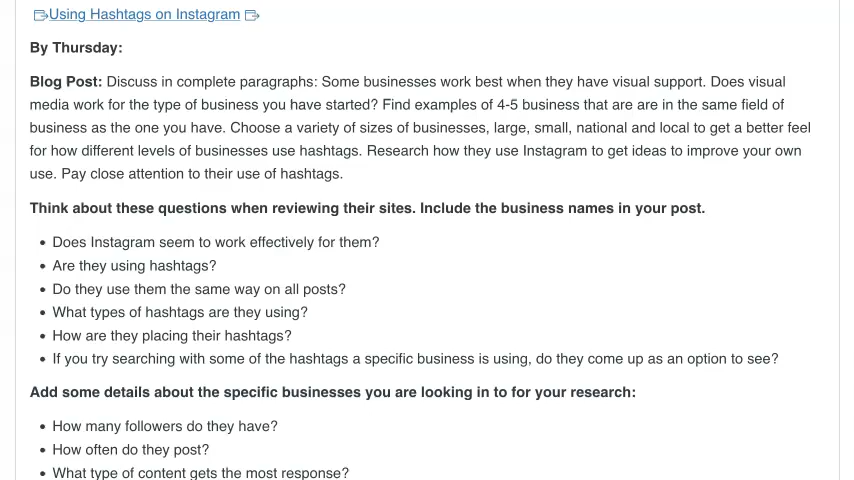 Using Hashtags on Instagram
By Thursday:
Blog Post: Discuss in complete paragraphs: Some businesses work best when they have visual support. Does visual
media work for the type of business you have started? Find examples of 4-5 business that are are in the same field of
business as the one you have. Choose a variety of sizes of businesses, large, small, national and local to get a better feel
for how different levels of businesses use hashtags. Research how they use Instagram to get ideas to improve your own
use. Pay close attention to their use of hashtags.
Think about these questions when reviewing their sites. Include the business names in your post.
• Does Instagram seem to work effectively for them?
• Are they using hashtags?
• Do they use them the same way on all posts?
• What types of hashtags are they using?
• How are they placing their hashtags?
• If you try searching with some of the hashtags a specific business is using, do they come up as an option to see?
Add some details about the specific businesses you are looking in to for your research:
• How many followers do they have?
• How often do they post?
• What type of content gets the most response?